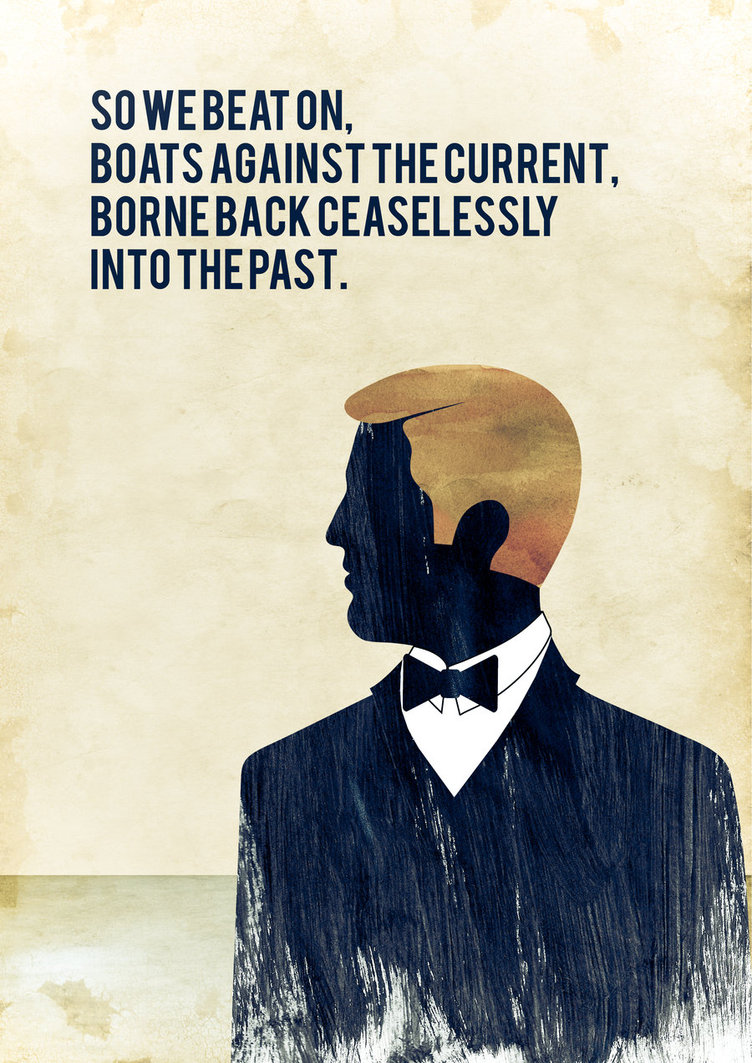 SO WE BEAT ON,
BOATS AGAINST THE CURRENT,
BORNE BACK CEASELESSLY
INTO THE PAST.